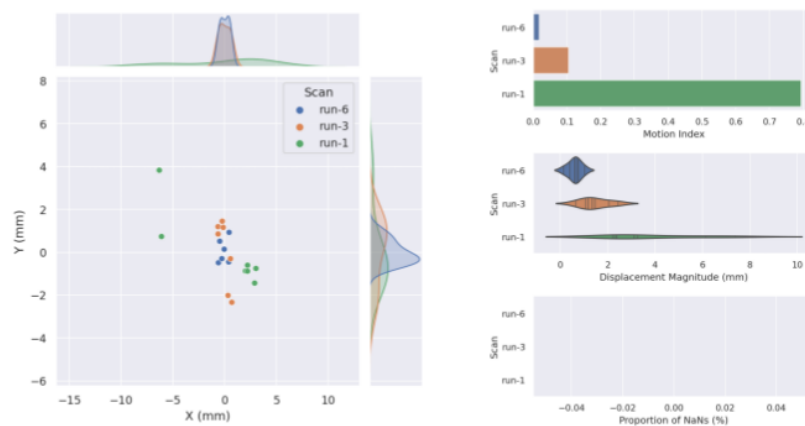 8
6
4
2
0
−2
−4
−6
Y (mm)
Scan
run-6
run-3
run-1
−15
−10
−5
0
5
10
X (mm)
Scan
run-6
run-3
run-1
0.0
0.1
0.2
0.3
0.4
0.5
0.6
0.7
Motion Index
Scan
run-6
run-3
run-1
0
2
4
6
8
10
Displacement Magnitude (mm)
Scan
run-6
run-3
run-1
−0.04
−0.02
0.00
0.02
0.04
Proportion of NaNs (%)